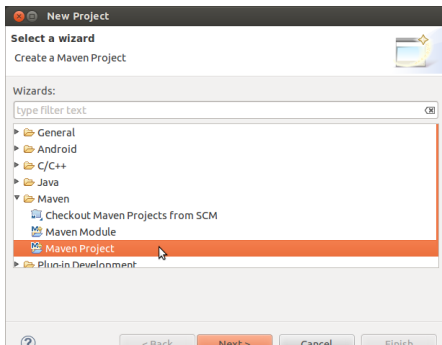 New Project
Select a wizard
Create a Maven Project
Wizards:
type filter text
General
Android
C/C++
Java
Maven
Checkout Maven Projects from SCM
Maven Module
Maven Project
Plug-in Development
?
< Back Next > Cancel Finish